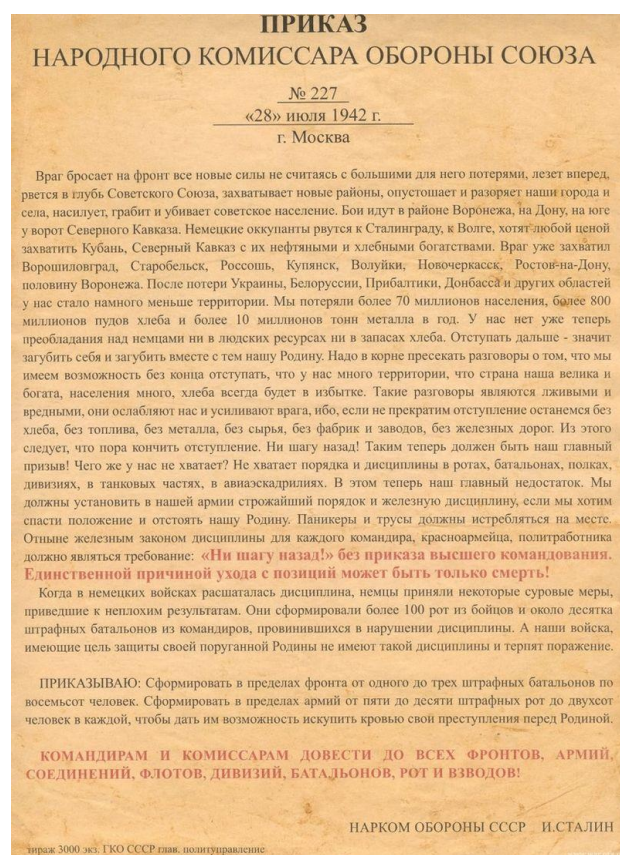 ПРИКАЗ
НАРОДНОГО КОМИССАРА ОБОРОНЫ СОЮЗА
№ 227
«28» июля 1942 г.
г. Москва
Враг бросает на фронт все новые силы не считаясь с большими для него потерями, лезет вперед,
рвется в глубь Советского Союза, захватывает новые районы, опустошает и разоряет наши города и
села, насилует, грабит и убивает советское население. Бои идут в районе Воронежа, на Дону, на юге
у ворот Северного Кавказа. Немецкие оккупанты рвутся к Сталинграду, к Волге, хотят любой ценой
захватить Кубань, Северный Кавказ с их нефтяными и хлебными богатствами. Враг уже захватил
Ворошиловград, Старобельск, Россошь, Купянск, Волуйки, Новочеркасск, Ростов-на-Дону,
половину Воронежа. После потери Украины, Белоруссии, Прибалтики, Донбасса и других областей
у нас стало намного меньше территории. Мы потеряли более 70 миллионов населения, более 800
миллионов пудов хлеба и более 10 миллионов тонн металла в год. У нас нет уже теперь
преобладания над немцами ни в людских ресурсах ни в запасах хлеба. Отступать дальше - значит
загубить себя и загубить вместе с тем нашу Родину. Надо в корне пресекать разговоры о том, что мы
имеем возможность без конца отступать, что у нас много территории, что страна наша велика и
богата, населения много, хлеба всегда будет в избытке. Такие разговоры являются лживыми и
вредными, они ослабляют нас и усиливают врага, ибо, если не прекратим отступление останемся без
хлеба, без топлива, без металла, без сырья, без фабрик и заводов, без железных дорог. Из этого
следует, что пора кончить отступление. Ни шагу назад! Таким теперь должен быть наш главный
призыв! Чего же у нас не хватает? Не хватает порядка и дисциплины в ротах, батальонах, полках,
дивизиях, в танковых частях, в авиаэскадрилиях. В этом теперь наш главный недостаток. Мы
должны установить в нашей армии строжайший порядок и железную дисциплину, если мы хотим
спасти положение и отстоять нашу Родину. Паникеры и трусы должны истребляться на месте.
Отныне железным законом дисциплины для каждого командира, красноармейца, политработника
должно являться требование: «Ни шагу назад!» без приказа высшего командования.
Единственной причиной ухода с позиций может быть только смерть!
Когда в немецких войсках расшаталась дисциплина, немцы приняли некоторые суровые меры,
приведшие к неплохим результатам. Они сформировали более 100 рот из бойцов и около десятка
штрафных батальонов из командиров, провинившихся в нарушении дисциплины. А наши войска,
имеющие цель защиты своей поруганной Родины не имеют такой дисциплины и терпят поражение.
ПРИКАЗЫВАЮ: Сформировать в пределах фронта от одного до трех штрафных батальонов по
восемьсот человек. Сформировать в пределах армий от пяти до десяти штрафных рот до двухсот
человек в каждой, чтобы дать им возможность искупить кровью свои преступления перед Родиной.
КОМАНДИРАМ И КОМИССАРАМ ДОВЕСТИ ДО ВСЕХ ФРОНТОВ, АРМИЙ,
СОЕДИНЕНИЙ, ФЛОТОВ, ДИВИЗИЙ, БАТАЛЬОНОВ, РОТ И ВЗВОДОВ!
НАРКОМ ОБОРОНЫ СССР И.СТАЛИН
тираж 3000 экз. ГКО СССР глав. политуправление